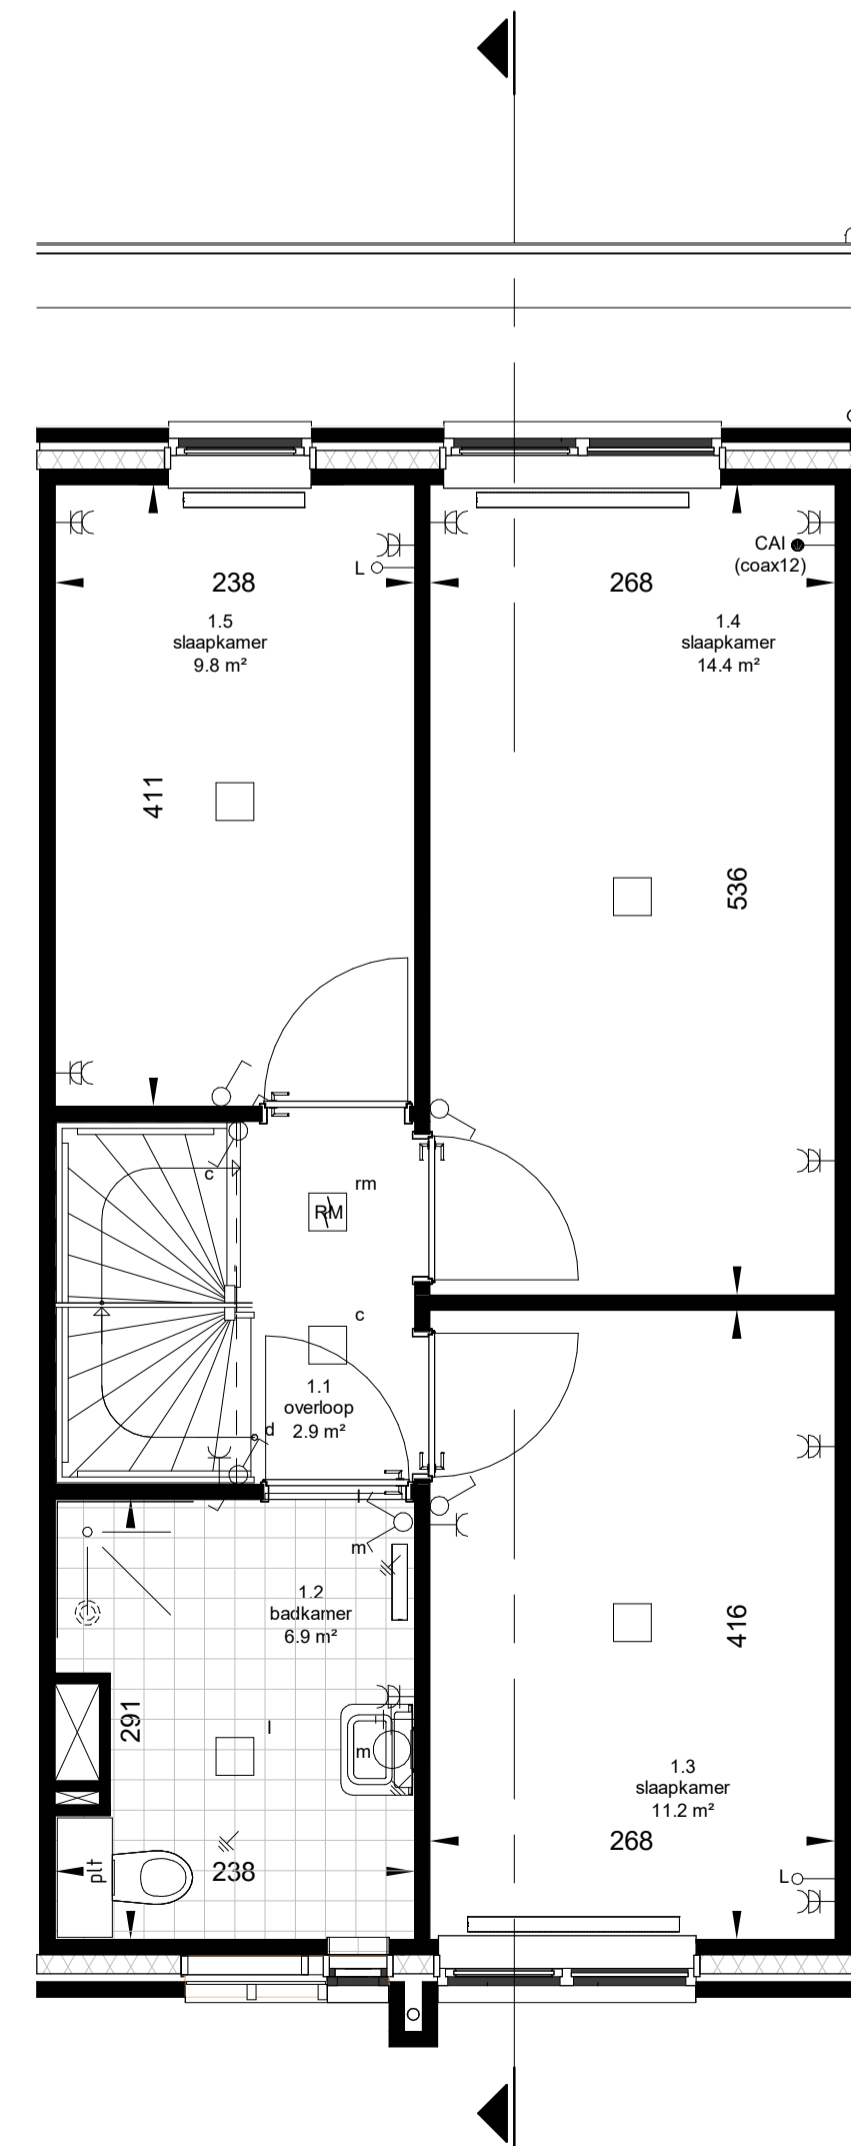 CAI
(coax12)
L
238
268
1.5
slaapkamer
9.8 m²
1.4
slaapkamer
14.4 m²
411
536
c
rm
RM
c
1.1
overloop
2.9 m²
d
l
m
1.2
badkamer
6.9 m²
416
291
l
m
1.3
slaapkamer
11.2 m²
268
plt
238
L